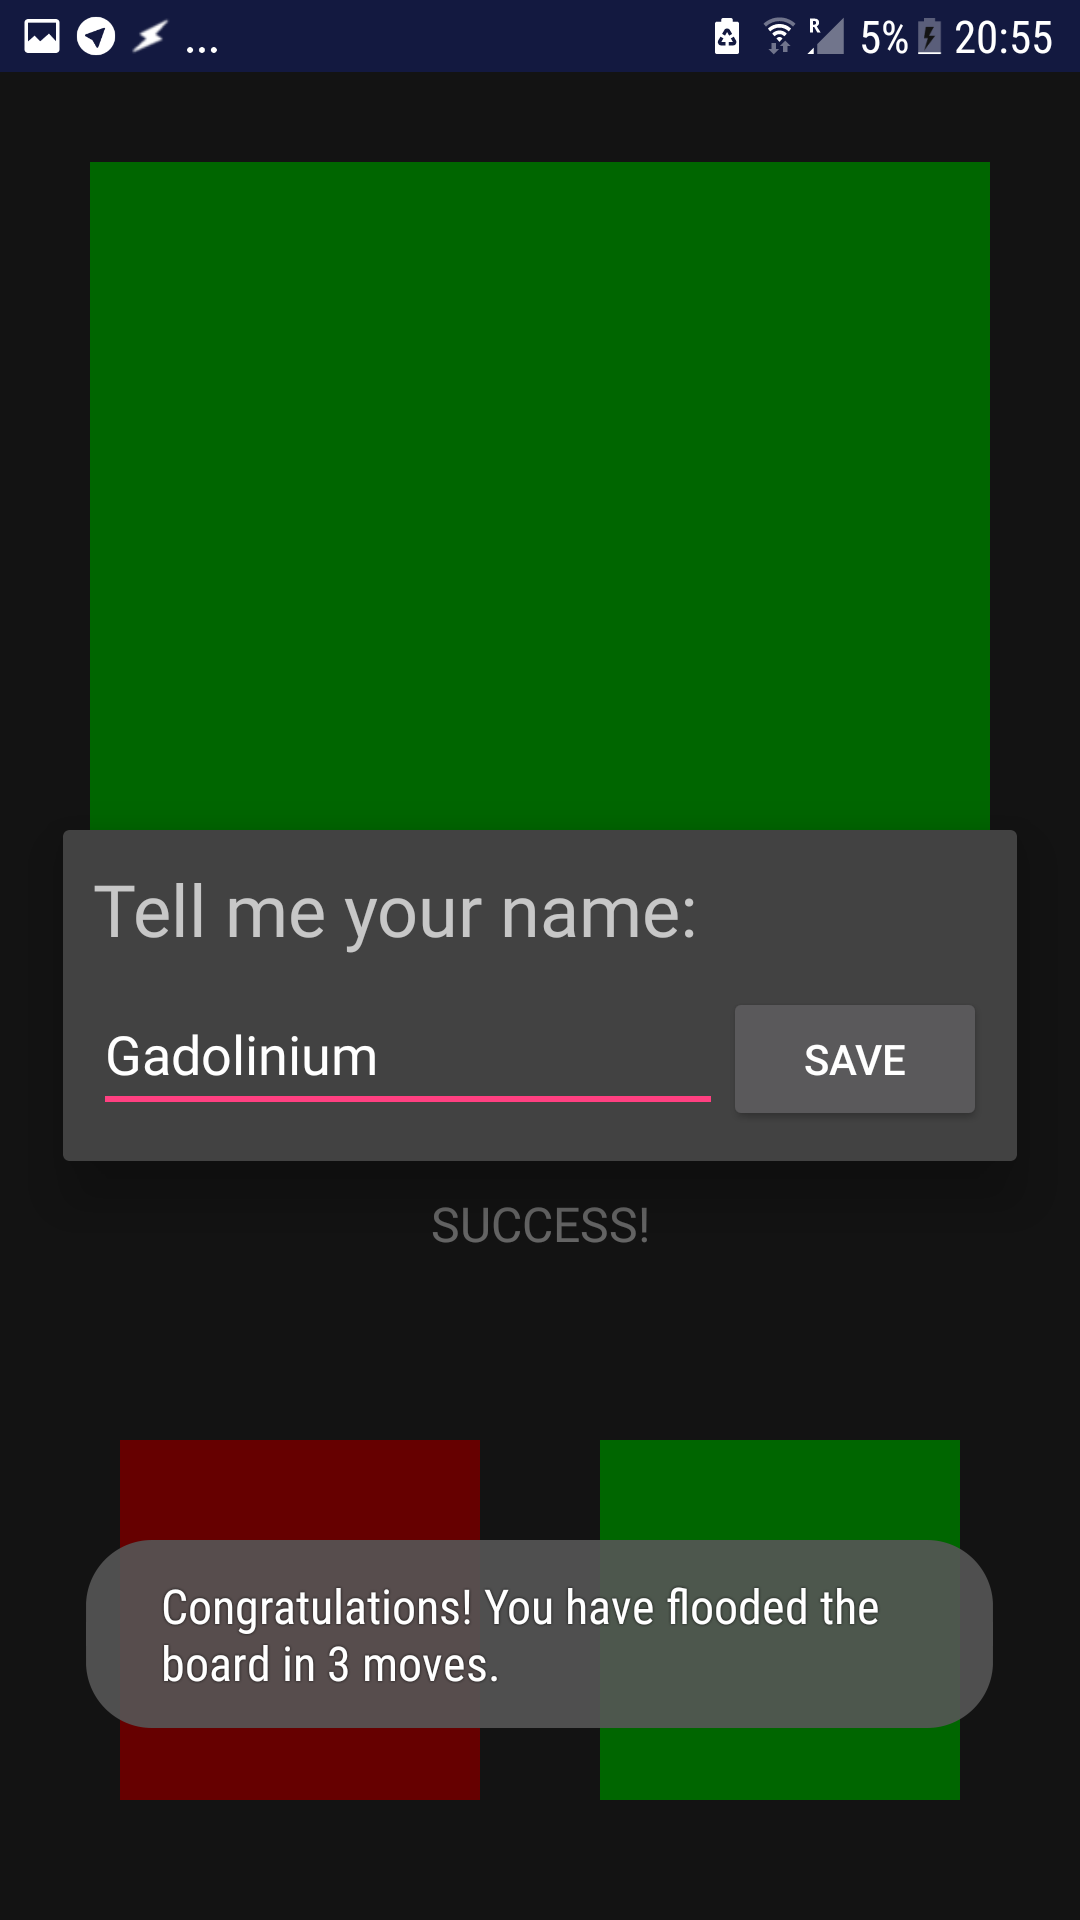 ... R 5% 20:55
Tell me your name:
Gadolinium
SAVE
SUCCESS!
Congratulations! You have flooded the
board in 3 moves.